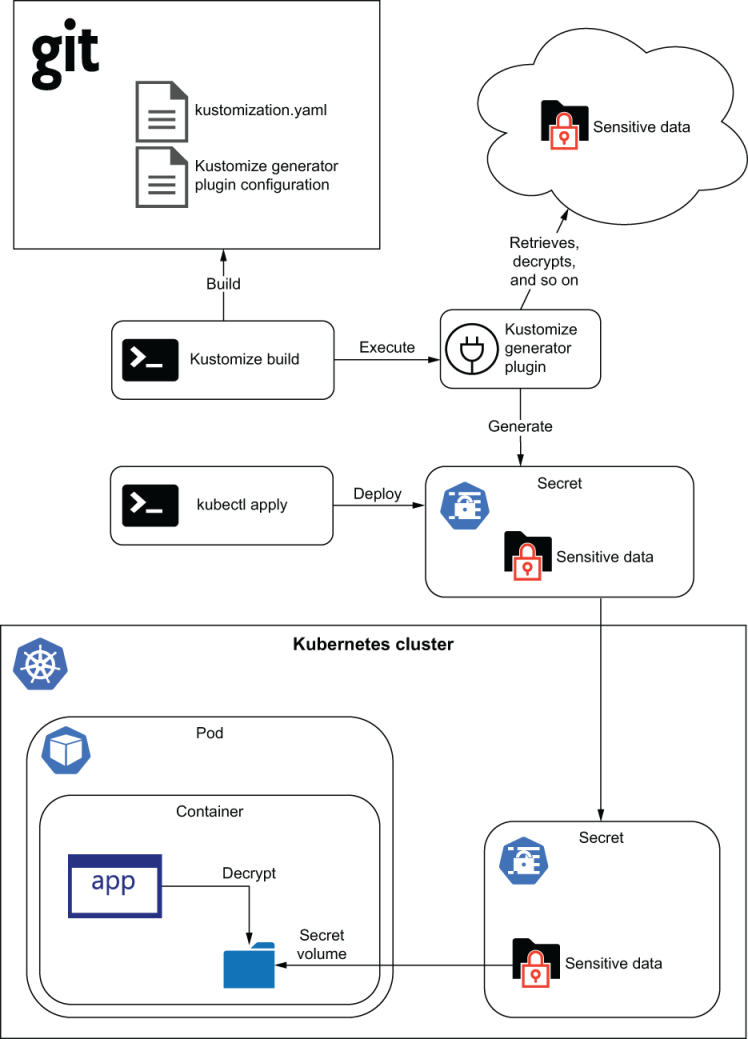 git
kustomization.yaml
Kustomize generator
plugin configuration
Sensitive data
Retrieves,
decrypts,
and so on
Build
Kustomize build
Execute
Kustomize
generator
plugin
Generate
kubectl apply
Deploy
Secret
Sensitive data
Kubernetes cluster
Pod
Container
app
Decrypt
Secret
volume
Secret
Sensitive data